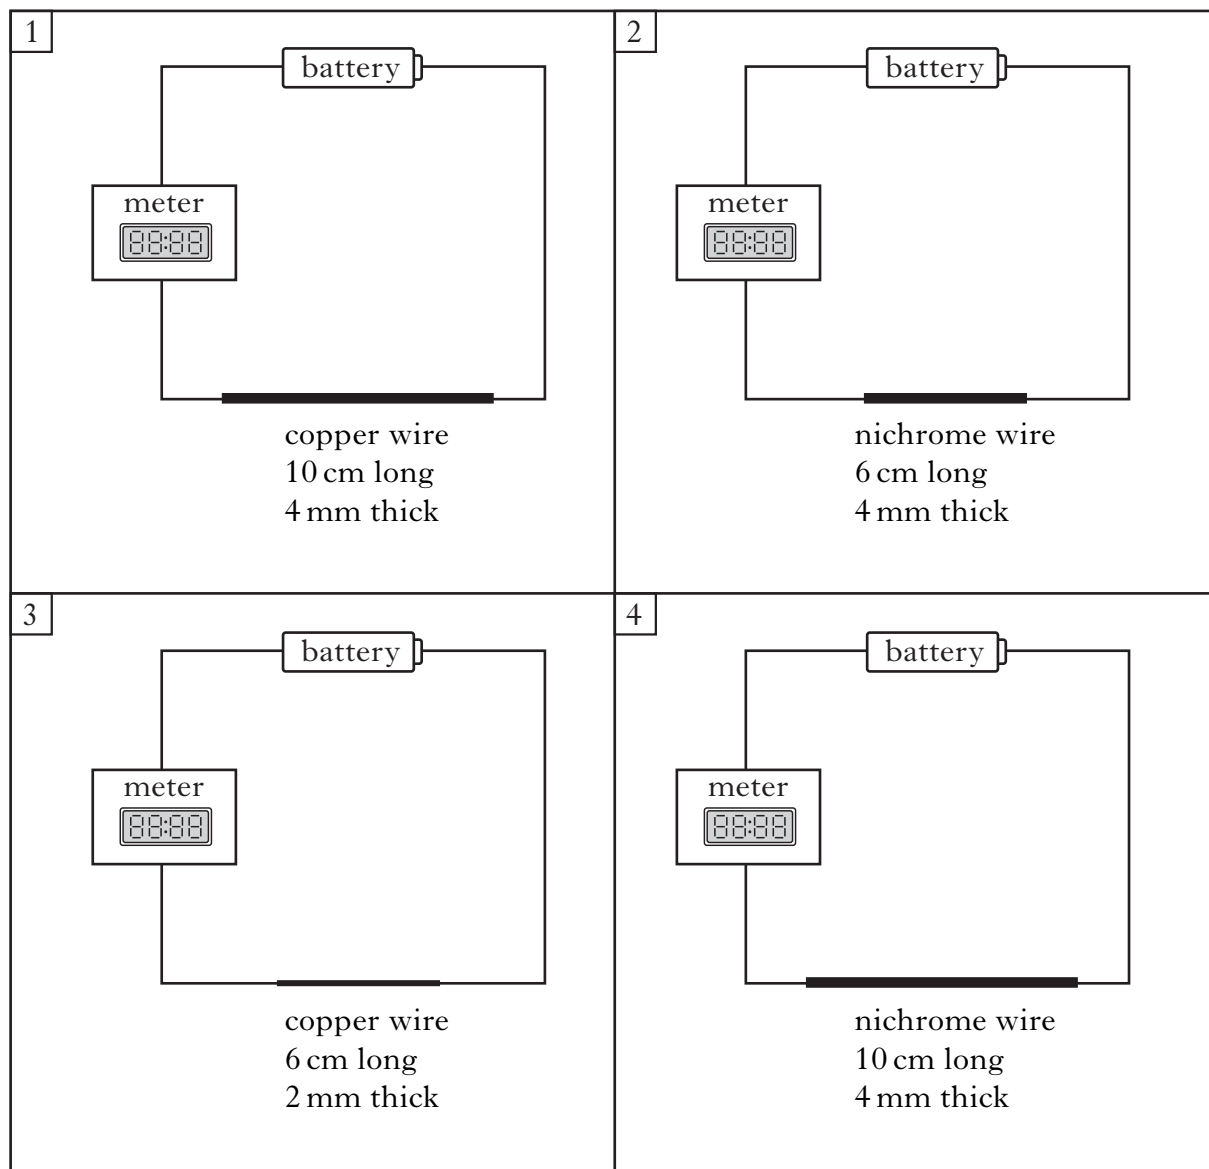 1
battery
meter
88:88
copper wire
10 cm long
4 mm thick
2
battery
meter
88:88
nichrome wire
6 cm long
4 mm thick
3
battery
meter
88:88
copper wire
6 cm long
2 mm thick
4
battery
meter
88:88
nichrome wire
10 cm long
4 mm thick